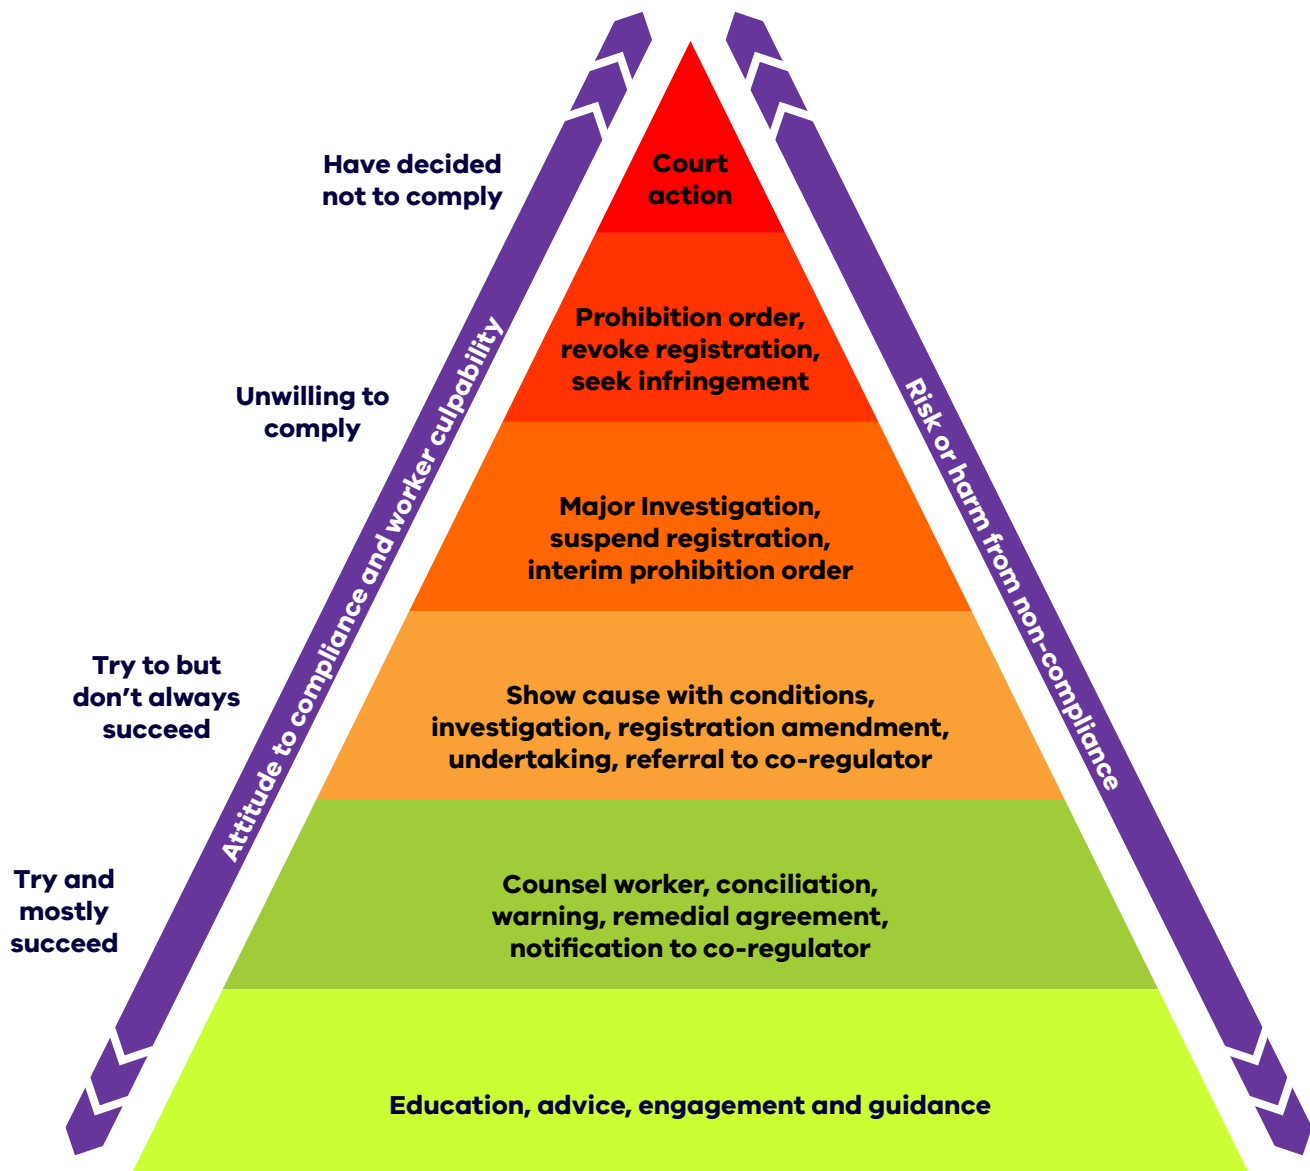 Have decided
not to comply
Court
action
Prohibition order,
revoke registration,
seek infringement
Unwilling to
comply
Attitude to compliance and worker culpability
Risk or harm from non-compliance
Major Investigation,
suspend registration,
interim prohibition order
Try to but
don’t always
succeed
Show cause with conditions,
investigation, registration amendment,
undertaking, referral to co-regulator
Try and
mostly
succeed
Counsel worker, conciliation,
warning, remedial agreement,
notification to co-regulator
Education, advice, engagement and guidance